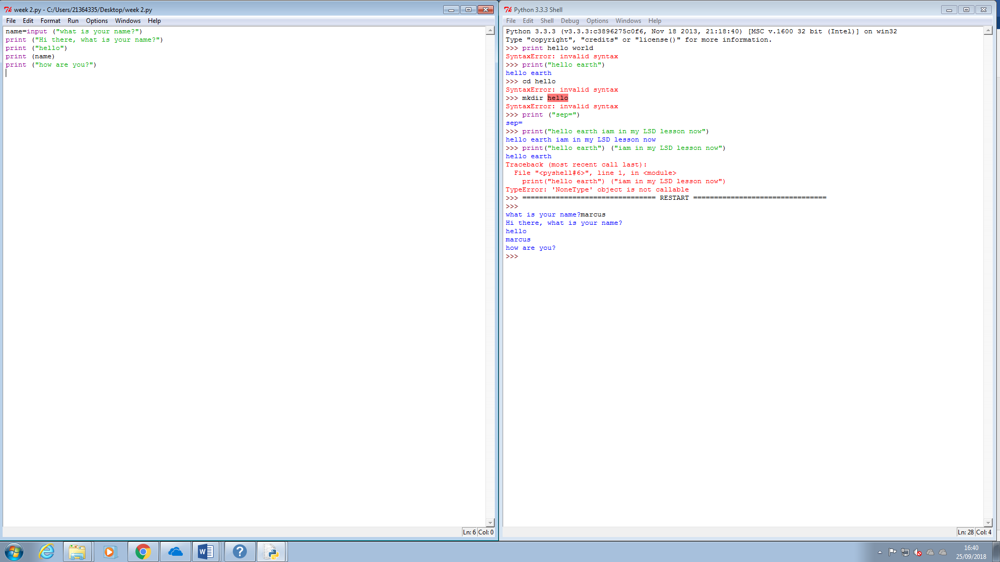 week 2.py - C:/Users/21364335/Desktop/week 2.py
File Edit Format Run Options Windows Help
name=input ("what is your name?")
print ("Hi there, what is your name?")
print ("hello")
print (name)
print ("how are you?")
Ln: 6 Col: 0
Python 3.3.3 Shell
File Edit Shell Debug Options Windows Help
Python 3.3.3 (v3.3.3:c3896275c0f6, Nov 18 2013, 21:18:40) [MSC v.1600 32 bit (Intel)] on win32
Type "copyright", "credits" or "license()" for more information.
>>> print hello world
SyntaxError: invalid syntax
>>> print("hello earth")
hello earth
>>> cd hello
SyntaxError: invalid syntax
>>> mkdir hello
SyntaxError: invalid syntax
>>> print ("sep=")
sep=
>>> print("hello earth iam in my LSD lesson now")
hello earth iam in my LSD lesson now
>>> print("hello earth") ("iam in my LSD lesson now")
hello earth
Traceback (most recent call last):
  File "<pyshell#6>", line 1, in <module>
    print("hello earth") ("iam in my LSD lesson now")
TypeError: 'NoneType' object is not callable
>>> ================================ RESTART ================================
>>>
what is your name?marcus
Hi there, what is your name?
hello
marcus
how are you?
>>>
Ln: 28 Col: 4
16:40
25/09/2018